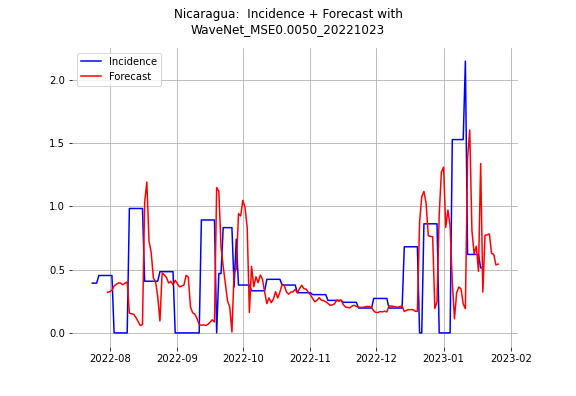 Nicaragua:  Incidence + Forecast with
WaveNet_MSE0.0050_20221023
Incidence
Forecast
2.0
1.5
1.0
0.5
0.0
2022-08 2022-09 2022-10 2022-11 2022-12 2023-01 2023-02